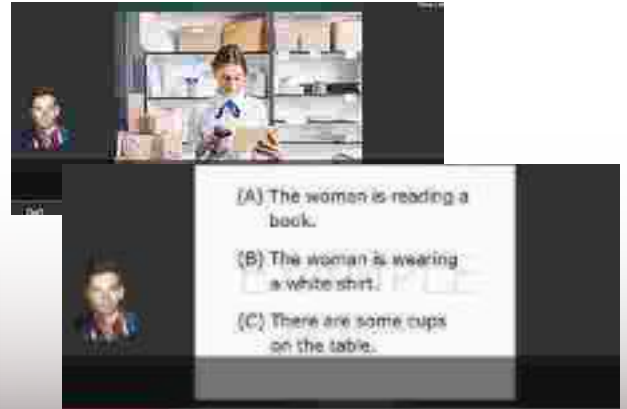 (A) The woman is reading a
book.
(B) The woman is wearing
a white shirt.
(C) There are some cups
on the table.